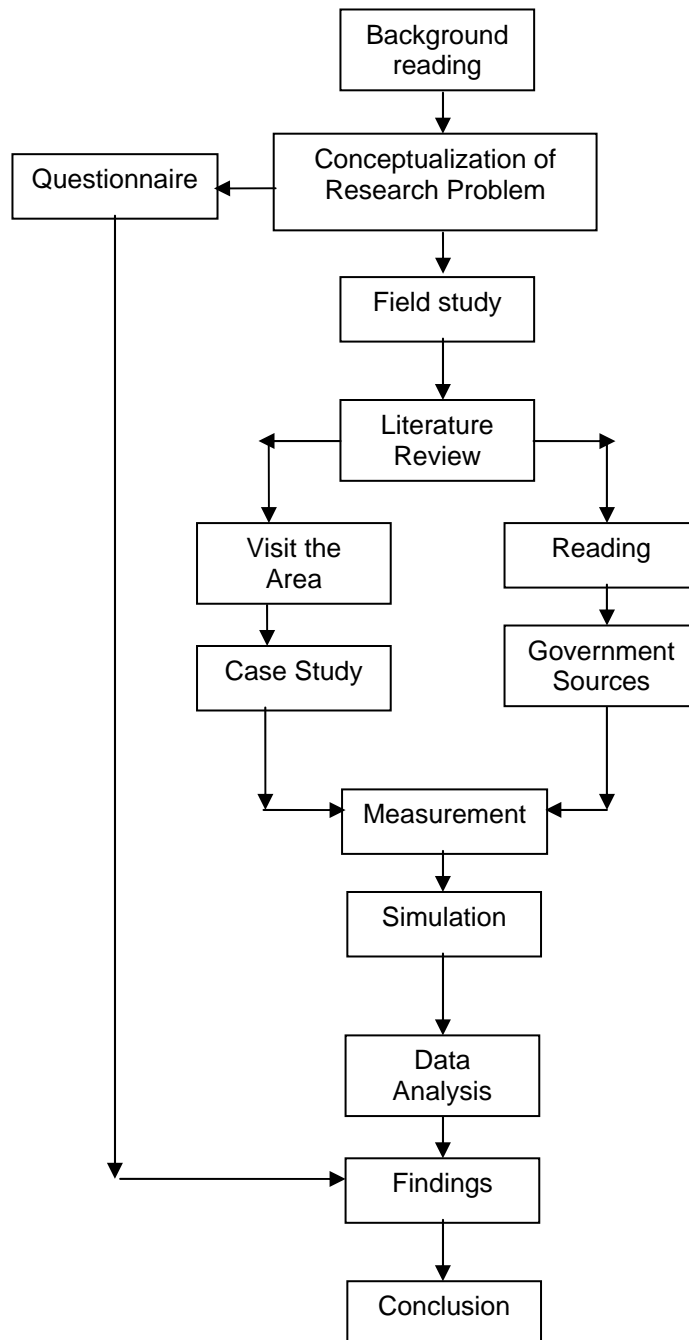 Background
reading
Conceptualization of
Research Problem
Questionnaire
Field study
Literature
Review
Visit the
Area
Reading
Case Study
Government
Sources
Measurement
Simulation
Data
Analysis
Findings
Conclusion